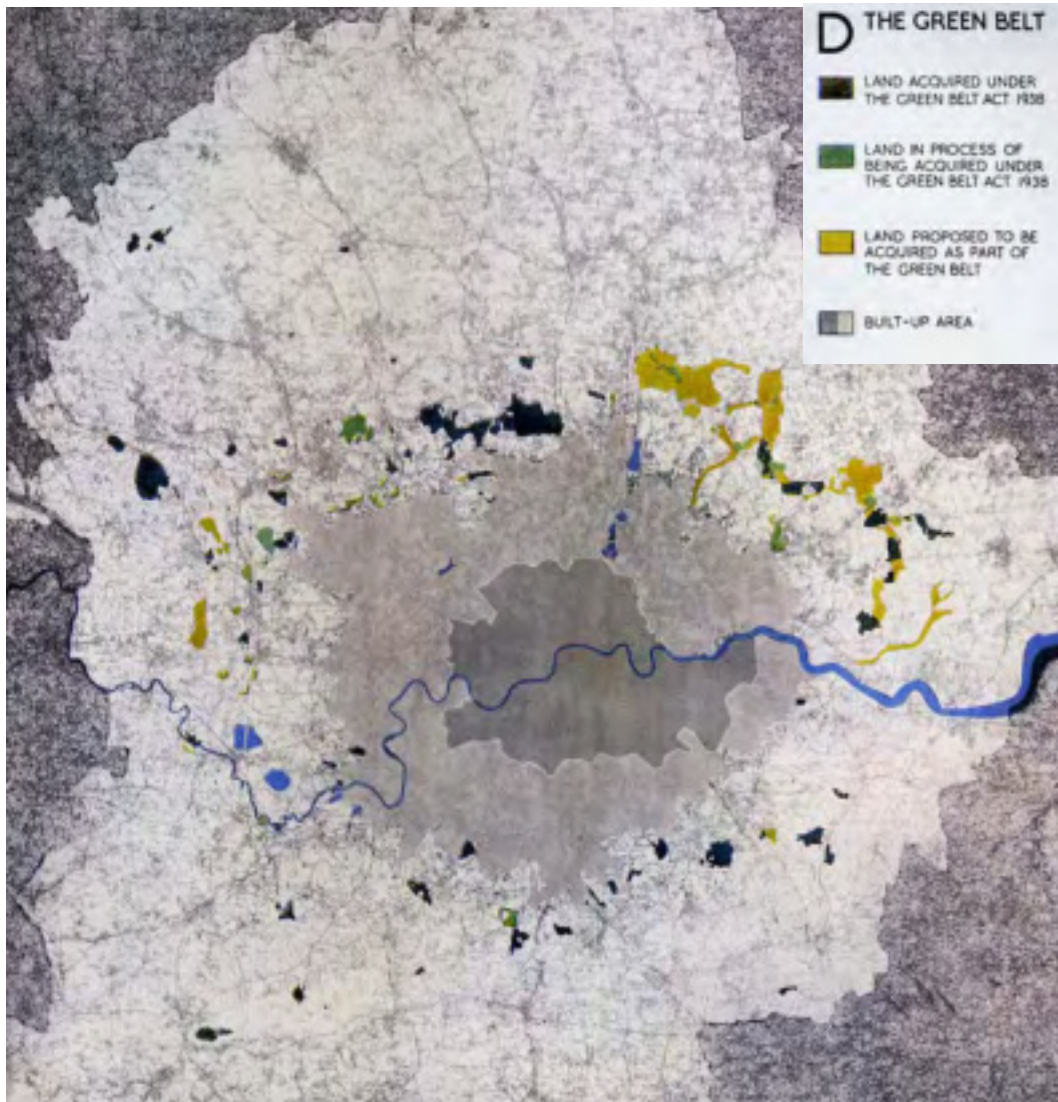 D THE GREEN BELT
LAND ACQUIRED UNDER
THE GREEN BELT ACT 1938
LAND IN PROCESS OF
BEING ACQUIRED UNDER
THE GREEN BELT ACT 1938
LAND PROPOSED TO BE
ACQUIRED AS PART OF
THE GREEN BELT
BUILT-UP AREA